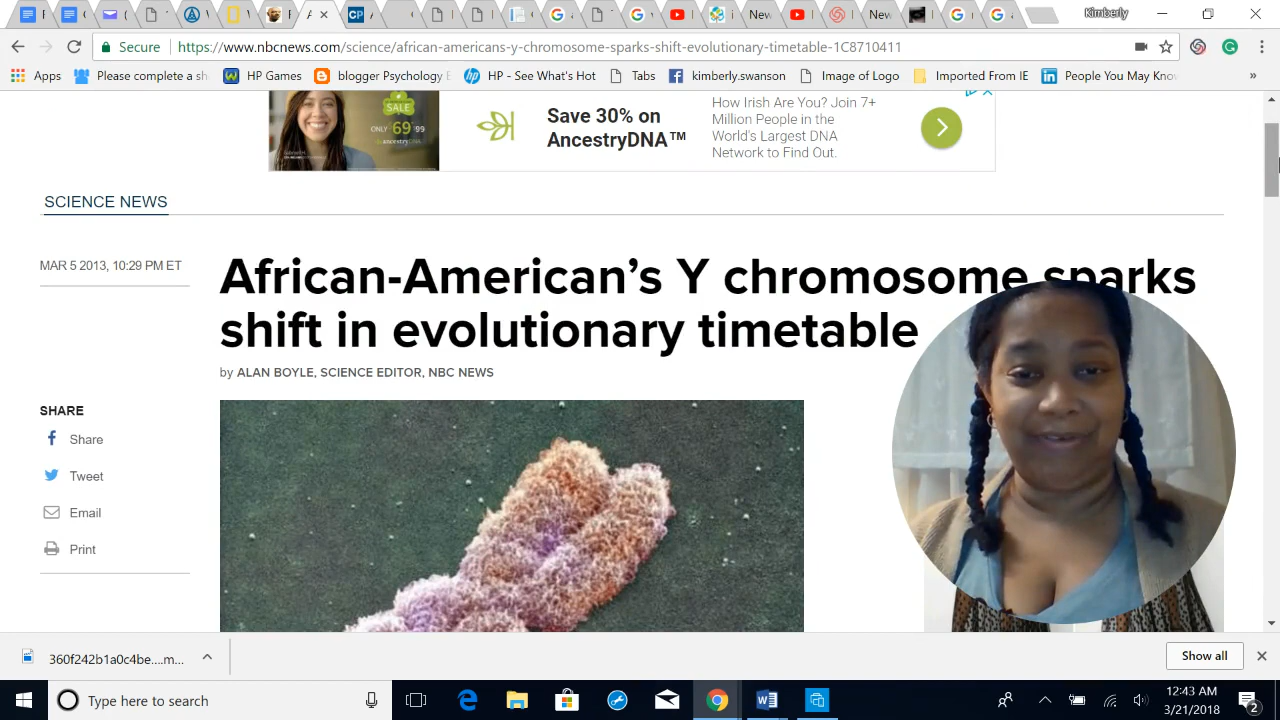 Kimberly
Secure
https://www.nbcnews.com/science/african-americans-y-chromosome-sparks-shift-evolutionary-timetable-1C8710411
Apps
Please complete a sh
HP Games
blogger Psychology E
HP - See What's Hot
Tabs
kimberly.swavson
Image of Logo
Imported From IE
People You May Know
»
SALE
ONLY $69.99
ancestryDNA
Save 30% on
AncestryDNA™
How Irish Are You? Join 7+
Million People in the
World's Largest DNA
Network to Find Out.
SCIENCE NEWS
MAR 5 2013, 10:29 PM ET
African-American's Y chromosome sparks
shift in evolutionary timetable
by ALAN BOYLE, SCIENCE EDITOR, NBC NEWS
SHARE
Share
Tweet
Email
Print
360f242b1a0c4be....m...
Show all
Type here to search
12:43 AM
3/21/2018
2